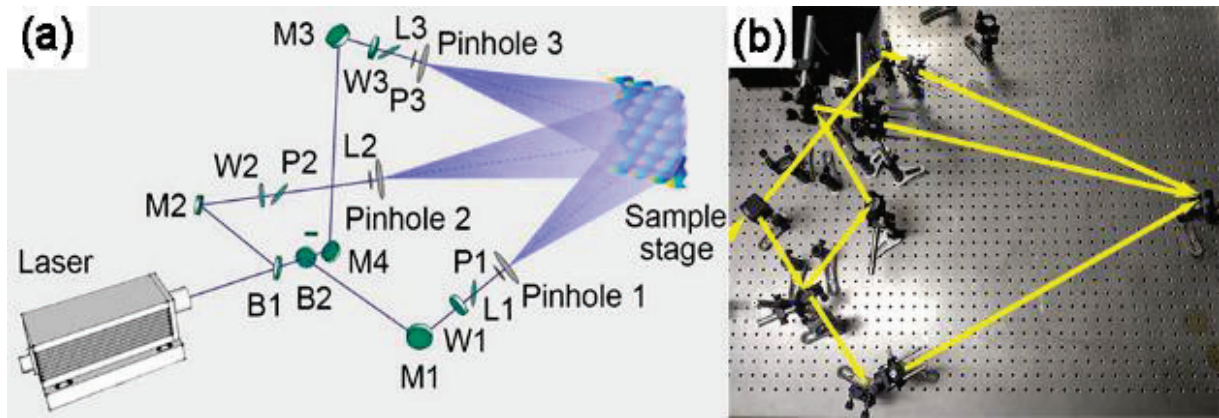 (a)
M3
L3
Pinhole 3
W3
P3
W2
P2
L2
M2
Pinhole 2
Sample
stage
Laser
M4
B1
B2
P1
L1
Pinhole 1
W1
M1
(b)